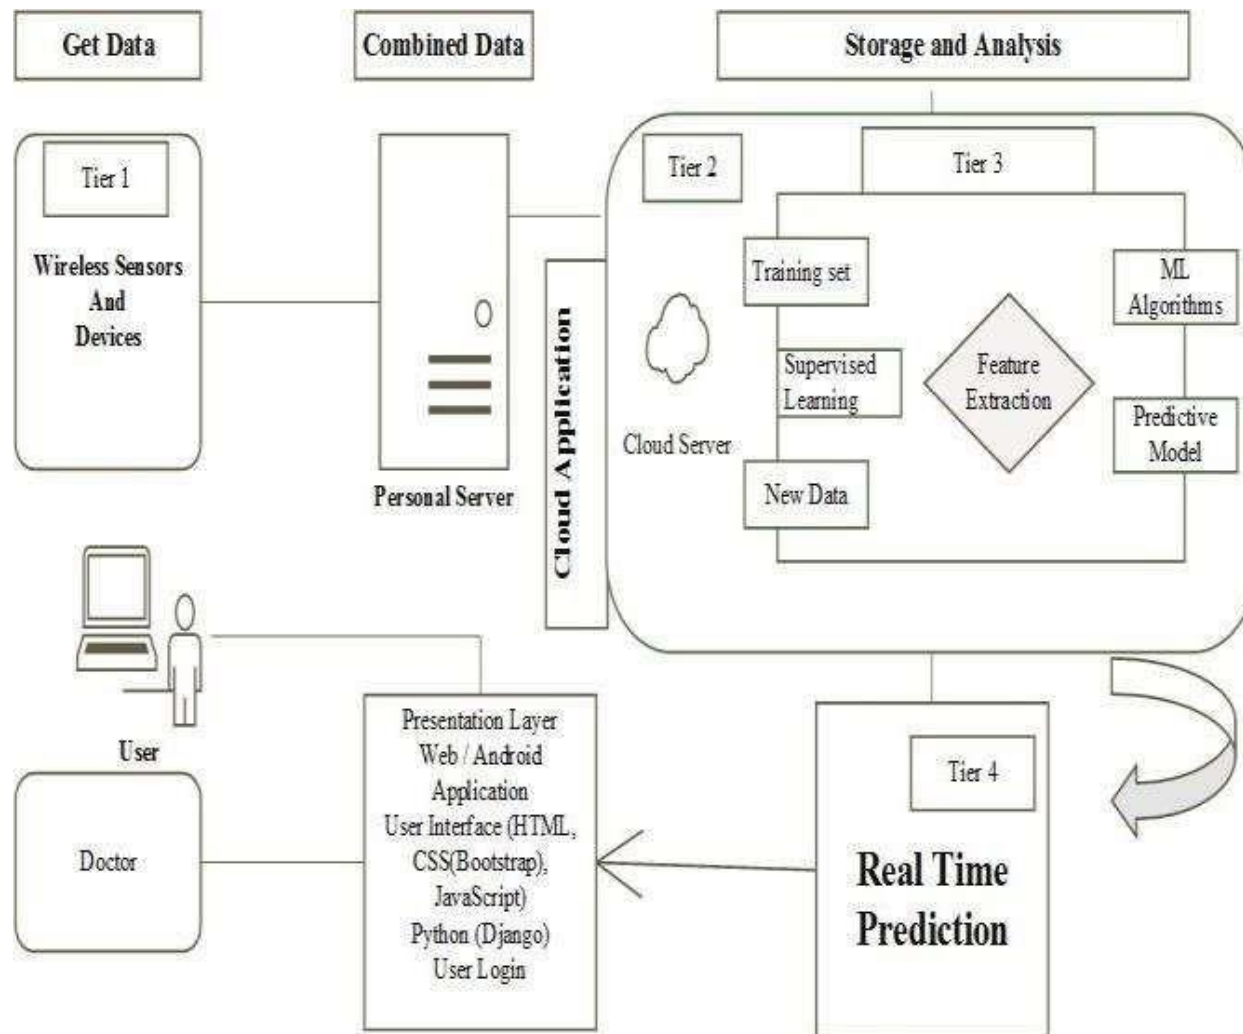 Get Data
Combined Data
Storage and Analysis
Tier 1
Wireless Sensors
And
Devices
Personal Server
Cloud Application
Tier 2
Cloud Server
Tier 3
Training set
Supervised
Learning
New Data
Feature
Extraction
ML
Algorithms
Predictive
Model
User
Doctor
Presentation Layer
Web / Android
Application
User Interface (HTML,
CSS(Bootstrap),
JavaScript)
Python (Django)
User Login
Tier 4
Real Time
Prediction